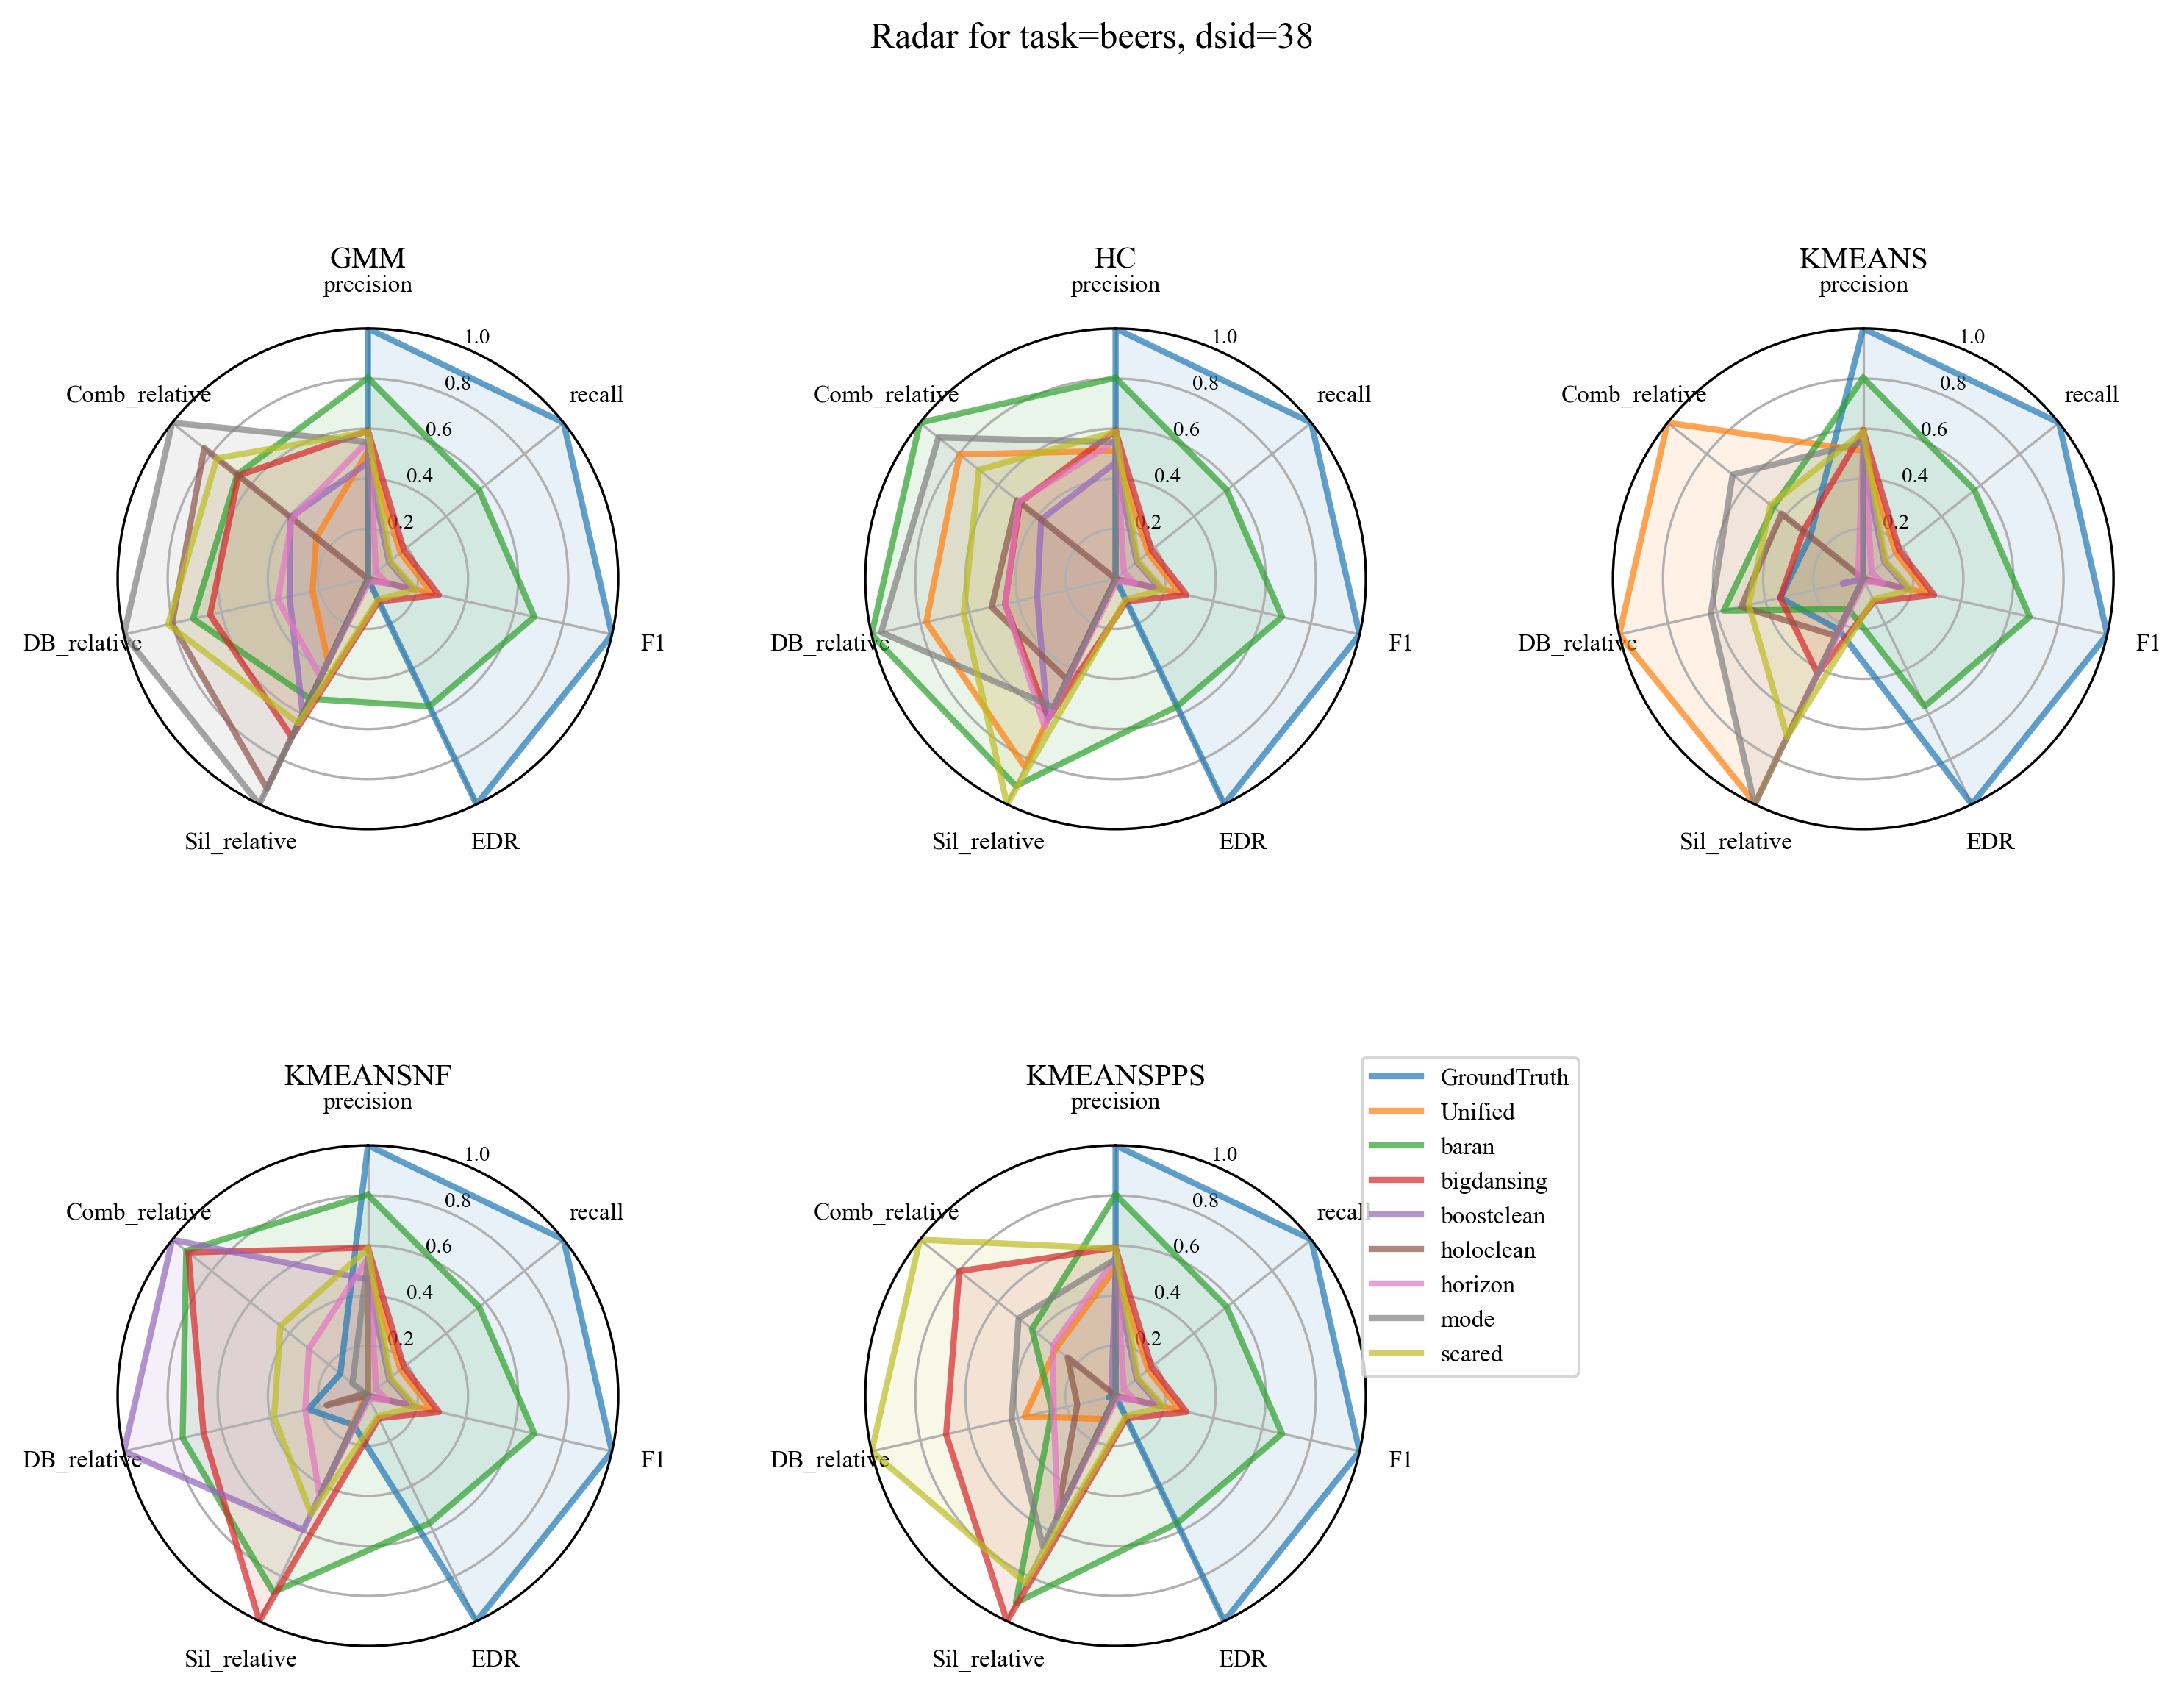 Radar for task=beers, dsid=38
GMM
precision
1.0
0.8
0.6
0.4
0.2
recall
F1
EDR
Sil_relative
DB_relative
Comb_relative
HC
precision
1.0
0.8
0.6
0.4
0.2
recall
F1
EDR
Sil_relative
DB_relative
Comb_relative
KMEANS
precision
1.0
0.8
0.6
0.4
0.2
recall
F1
EDR
Sil_relative
DB_relative
Comb_relative
KMEANSNF
precision
1.0
0.8
0.6
0.4
0.2
recall
F1
EDR
Sil_relative
DB_relative
Comb_relative
KMEANSPPS
precision
1.0
0.8
0.6
0.4
0.2
recall
F1
EDR
Sil_relative
DB_relative
Comb_relative
GroundTruth
Unified
baran
bigdansing
boostclean
holoclean
horizon
mode
scared